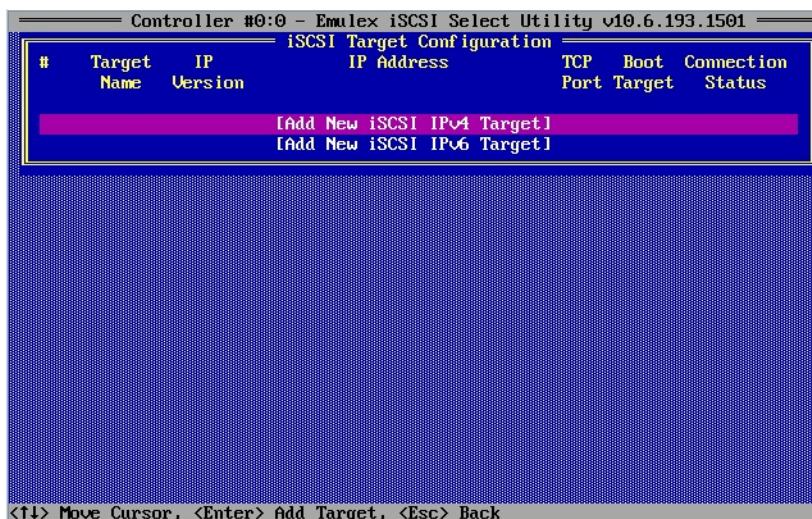 Controller #0:0 - Emulex iSCSI Select Utility v10.6.193.1501
iSCSI Target Configuration
# Target IP IP Address TCP Boot Connection
Name Version Port Target Status
[Add New iSCSI IPv4 Target]
[Add New iSCSI IPv6 Target]
<↑↓> Move Cursor, <Enter> Add Target, <Esc> Back